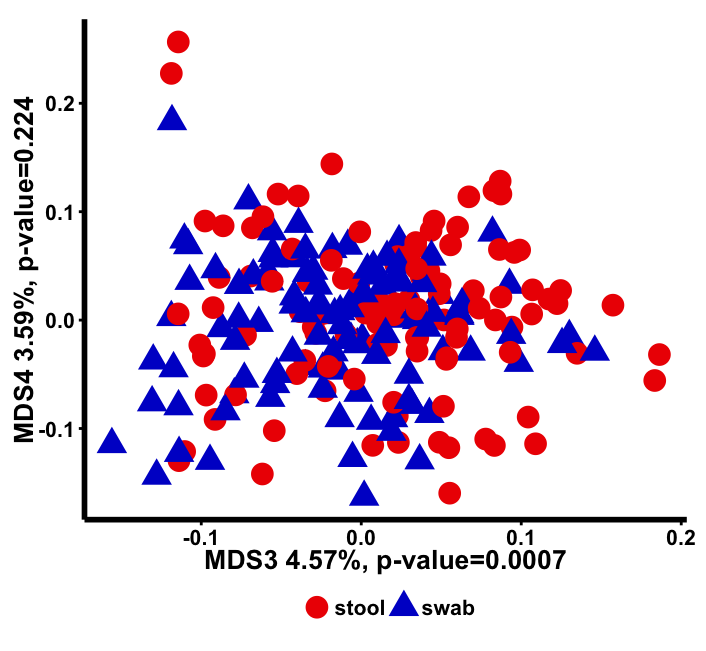 MDS4 3.59%, p-value=0.224
0.2
0.1
0.0
-0.1
-0.1 0.0 0.1 0.2
MDS3 4.57%, p-value=0.0007
stool swab